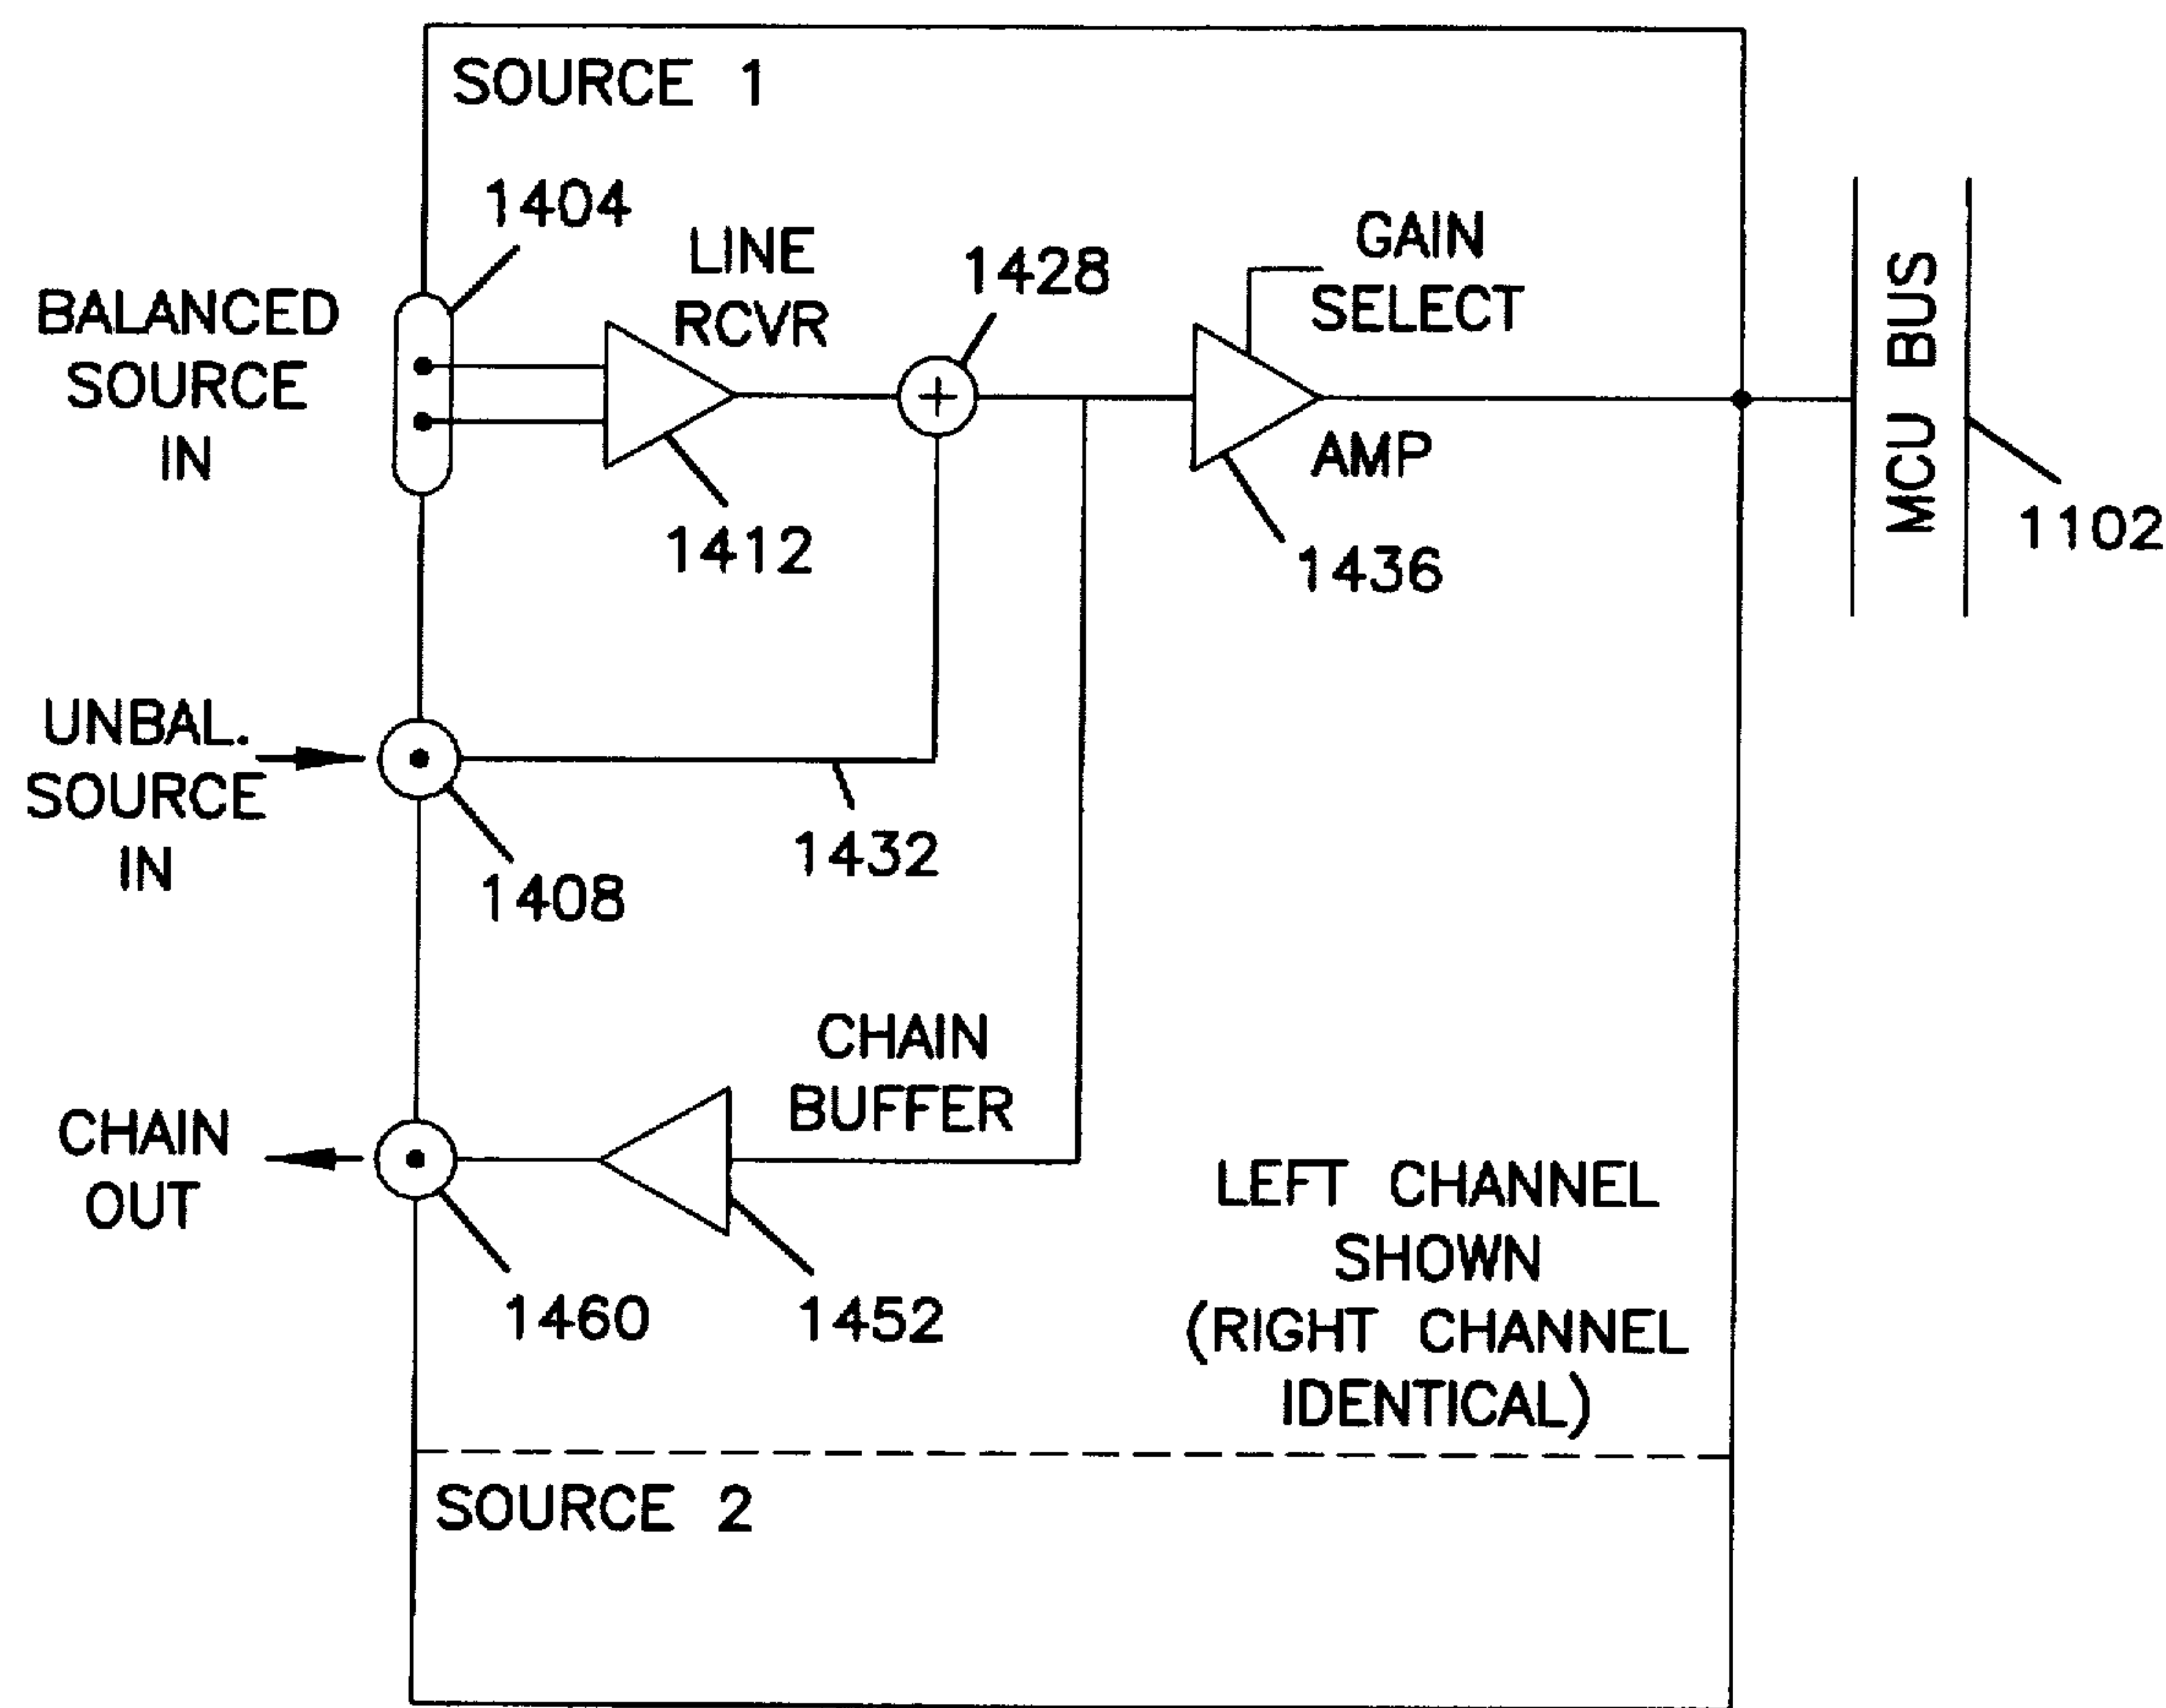 SOURCE 1
1404
BALANCED
SOURCE
IN
LINE
RCVR
1412
1428
GAIN
SELECT
AMP
1436
MCU BUS
1102
UNBAL.
SOURCE
IN
1408
1432
CHAIN
BUFFER
CHAIN
OUT
1460
1452
LEFT CHANNEL
SHOWN
(RIGHT CHANNEL
IDENTICAL)
SOURCE 2